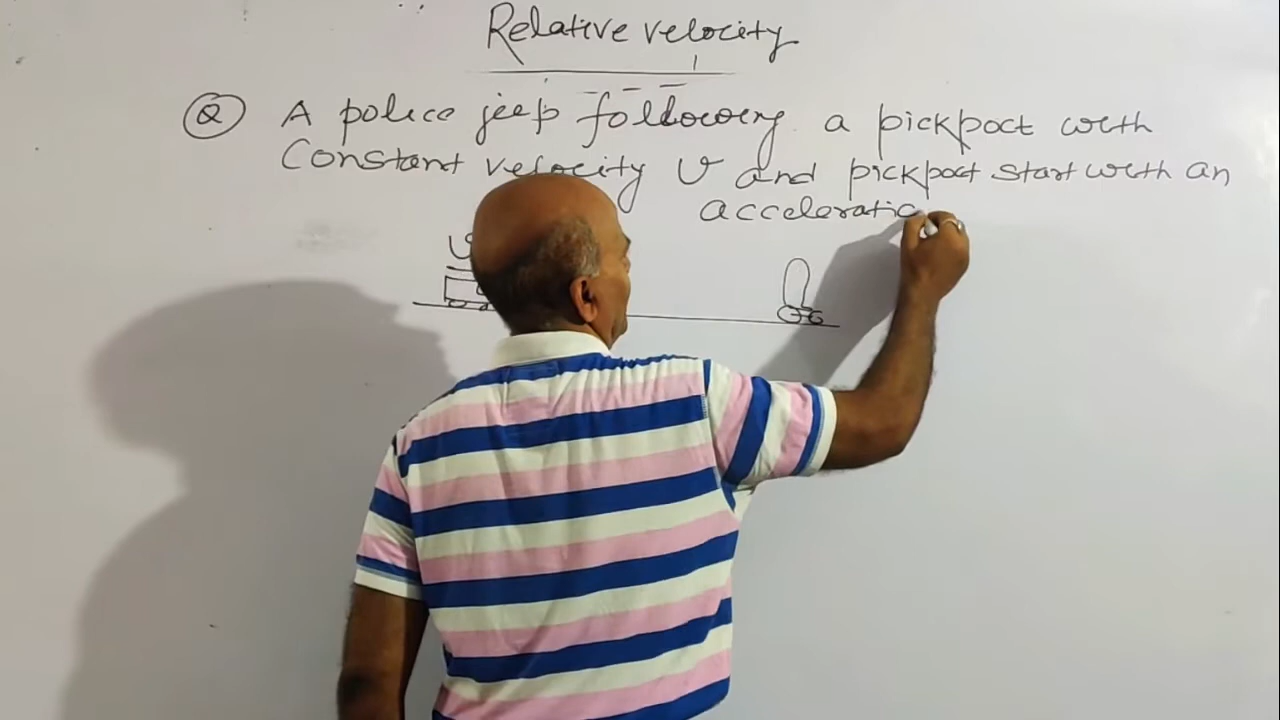 Relative velocity
Q A police jeep following a pickpoct with
Constant velocity v and pickpoct start with an
acceleratio